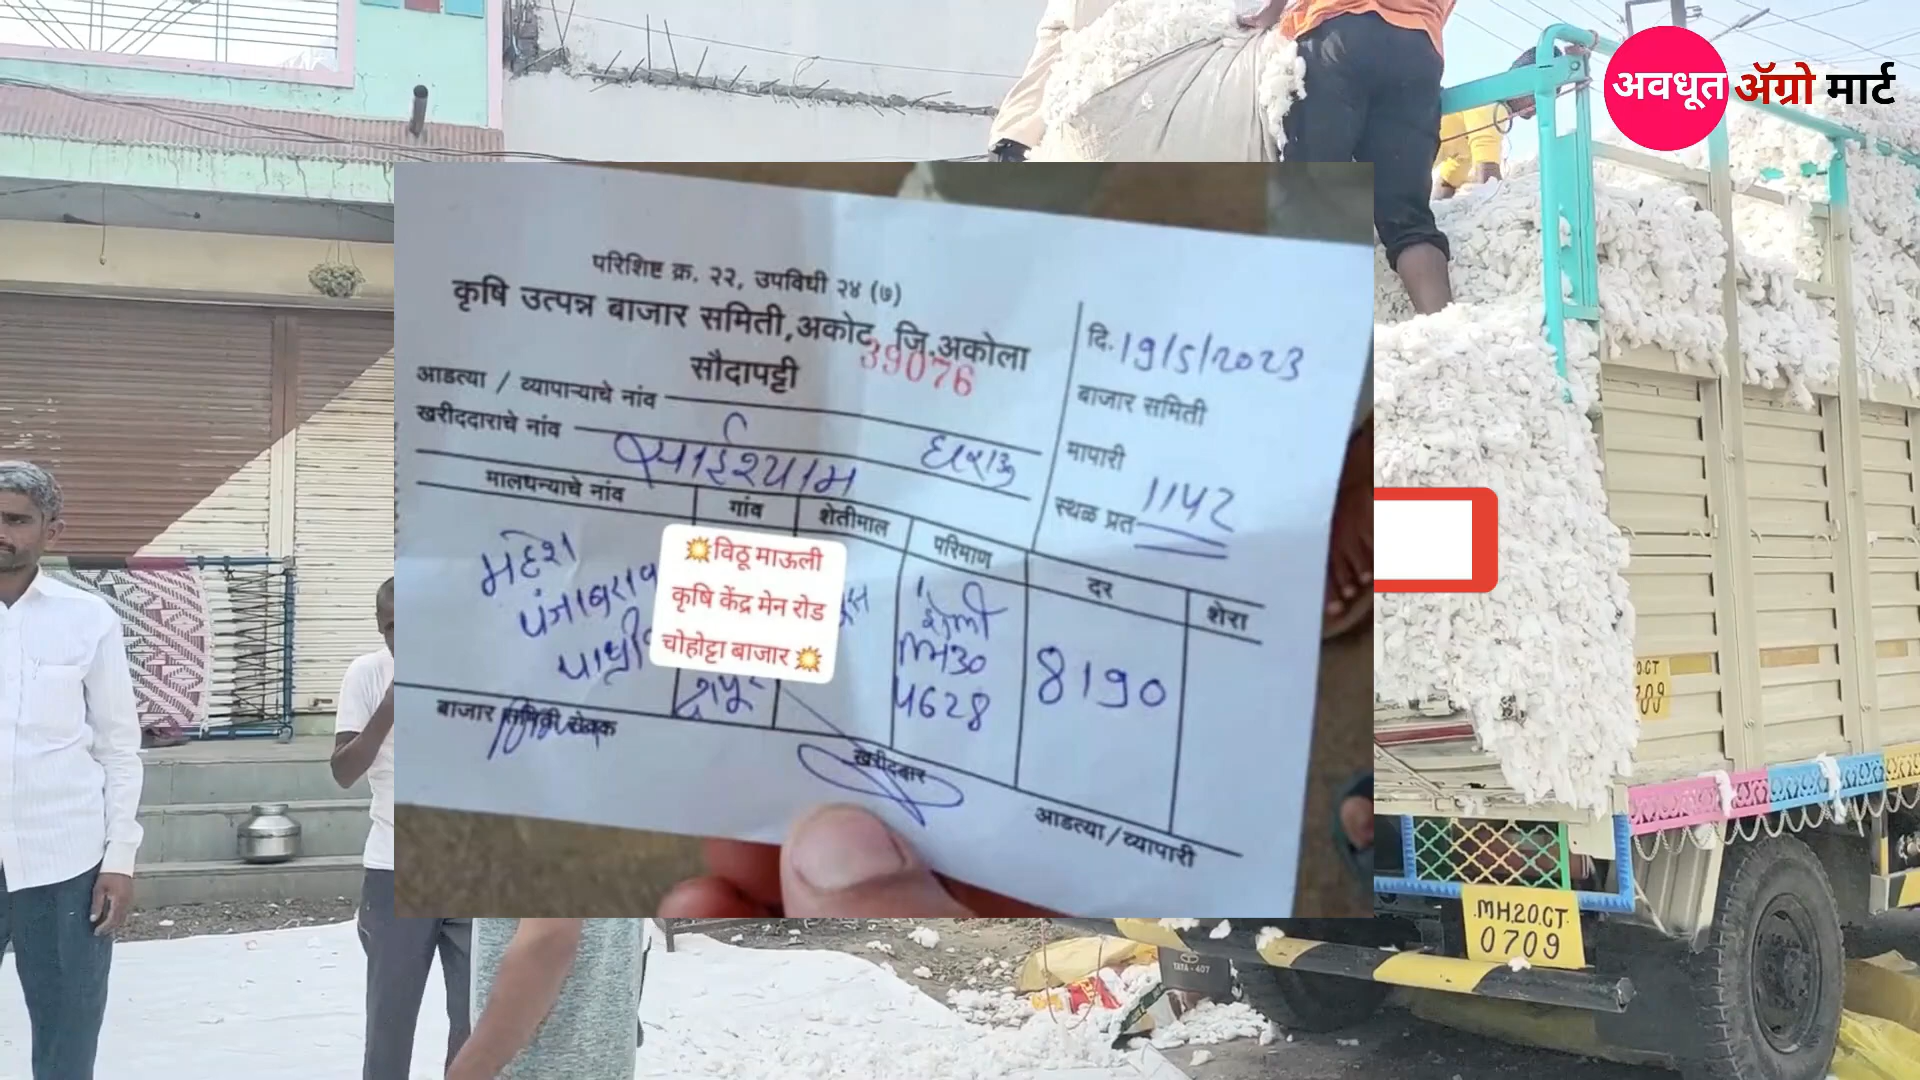 अवधूत ॲग्रो मार्ट
परिशिष्ट क्र. २२, उपविधी २४ (७)
कृषि उत्पन्न बाजार समिती,अकोट, जि.अकोला
सौदापट्टी
39076
आडत्या / व्यापाऱ्याचे नांव
खरीददाराचे नांव
साईश्याम
दि. 19/5/2023
बाजार समिती
मापारी
स्थळ प्रत 1142
मालधन्याचे नांव गांव शेतीमाल परिमाण दर शेरा
महेश
पंजाबराव
💥विठू माऊली
कृषि केंद्र मेन रोड
चोहोट्टा बाजार 💥
MH30
4628
8190
बाजार समिती सेवक
खरीददार
आडत्या / व्यापारी
MH.20.CT.
0709
TATA - 407